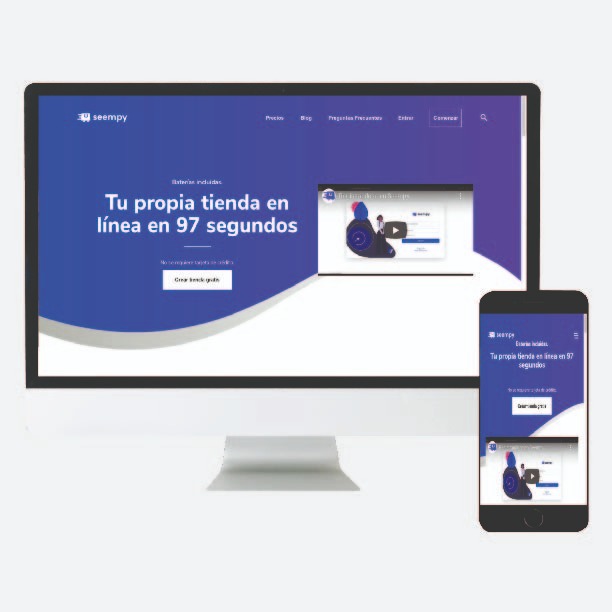 seempy
Precios
Blog
Preguntas Frecuentes
Entrar
Comenzar
Baterías incluidas.
Tu propia tienda en
línea en 97 segundos
No se requiere tarjeta de crédito.
Crear tienda gratis
seempy
seempy
Baterías incluidas.
Tu propia tienda en línea en 97
segundos
No se requiere tarjeta de crédito.
Crear tienda gratis